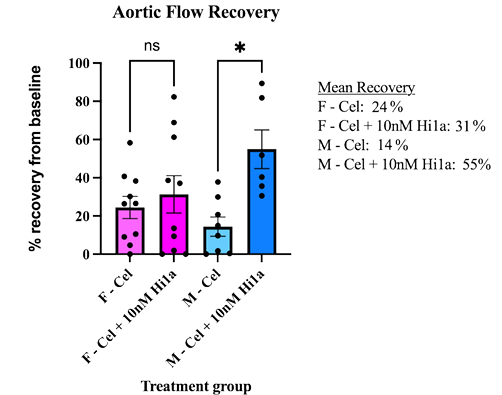 Aortic Flow Recovery
ns
*
% recovery from baseline
100
80
60
40
20
0
F - Cel
F - Cel + 10nM Hi1a
M - Cel
M - Cel + 10nM Hi1a
Treatment group
Mean Recovery
F - Cel: 24%
F - Cel + 10nM Hi1a: 31%
M - Cel: 14%
M - Cel + 10nM Hi1a: 55%